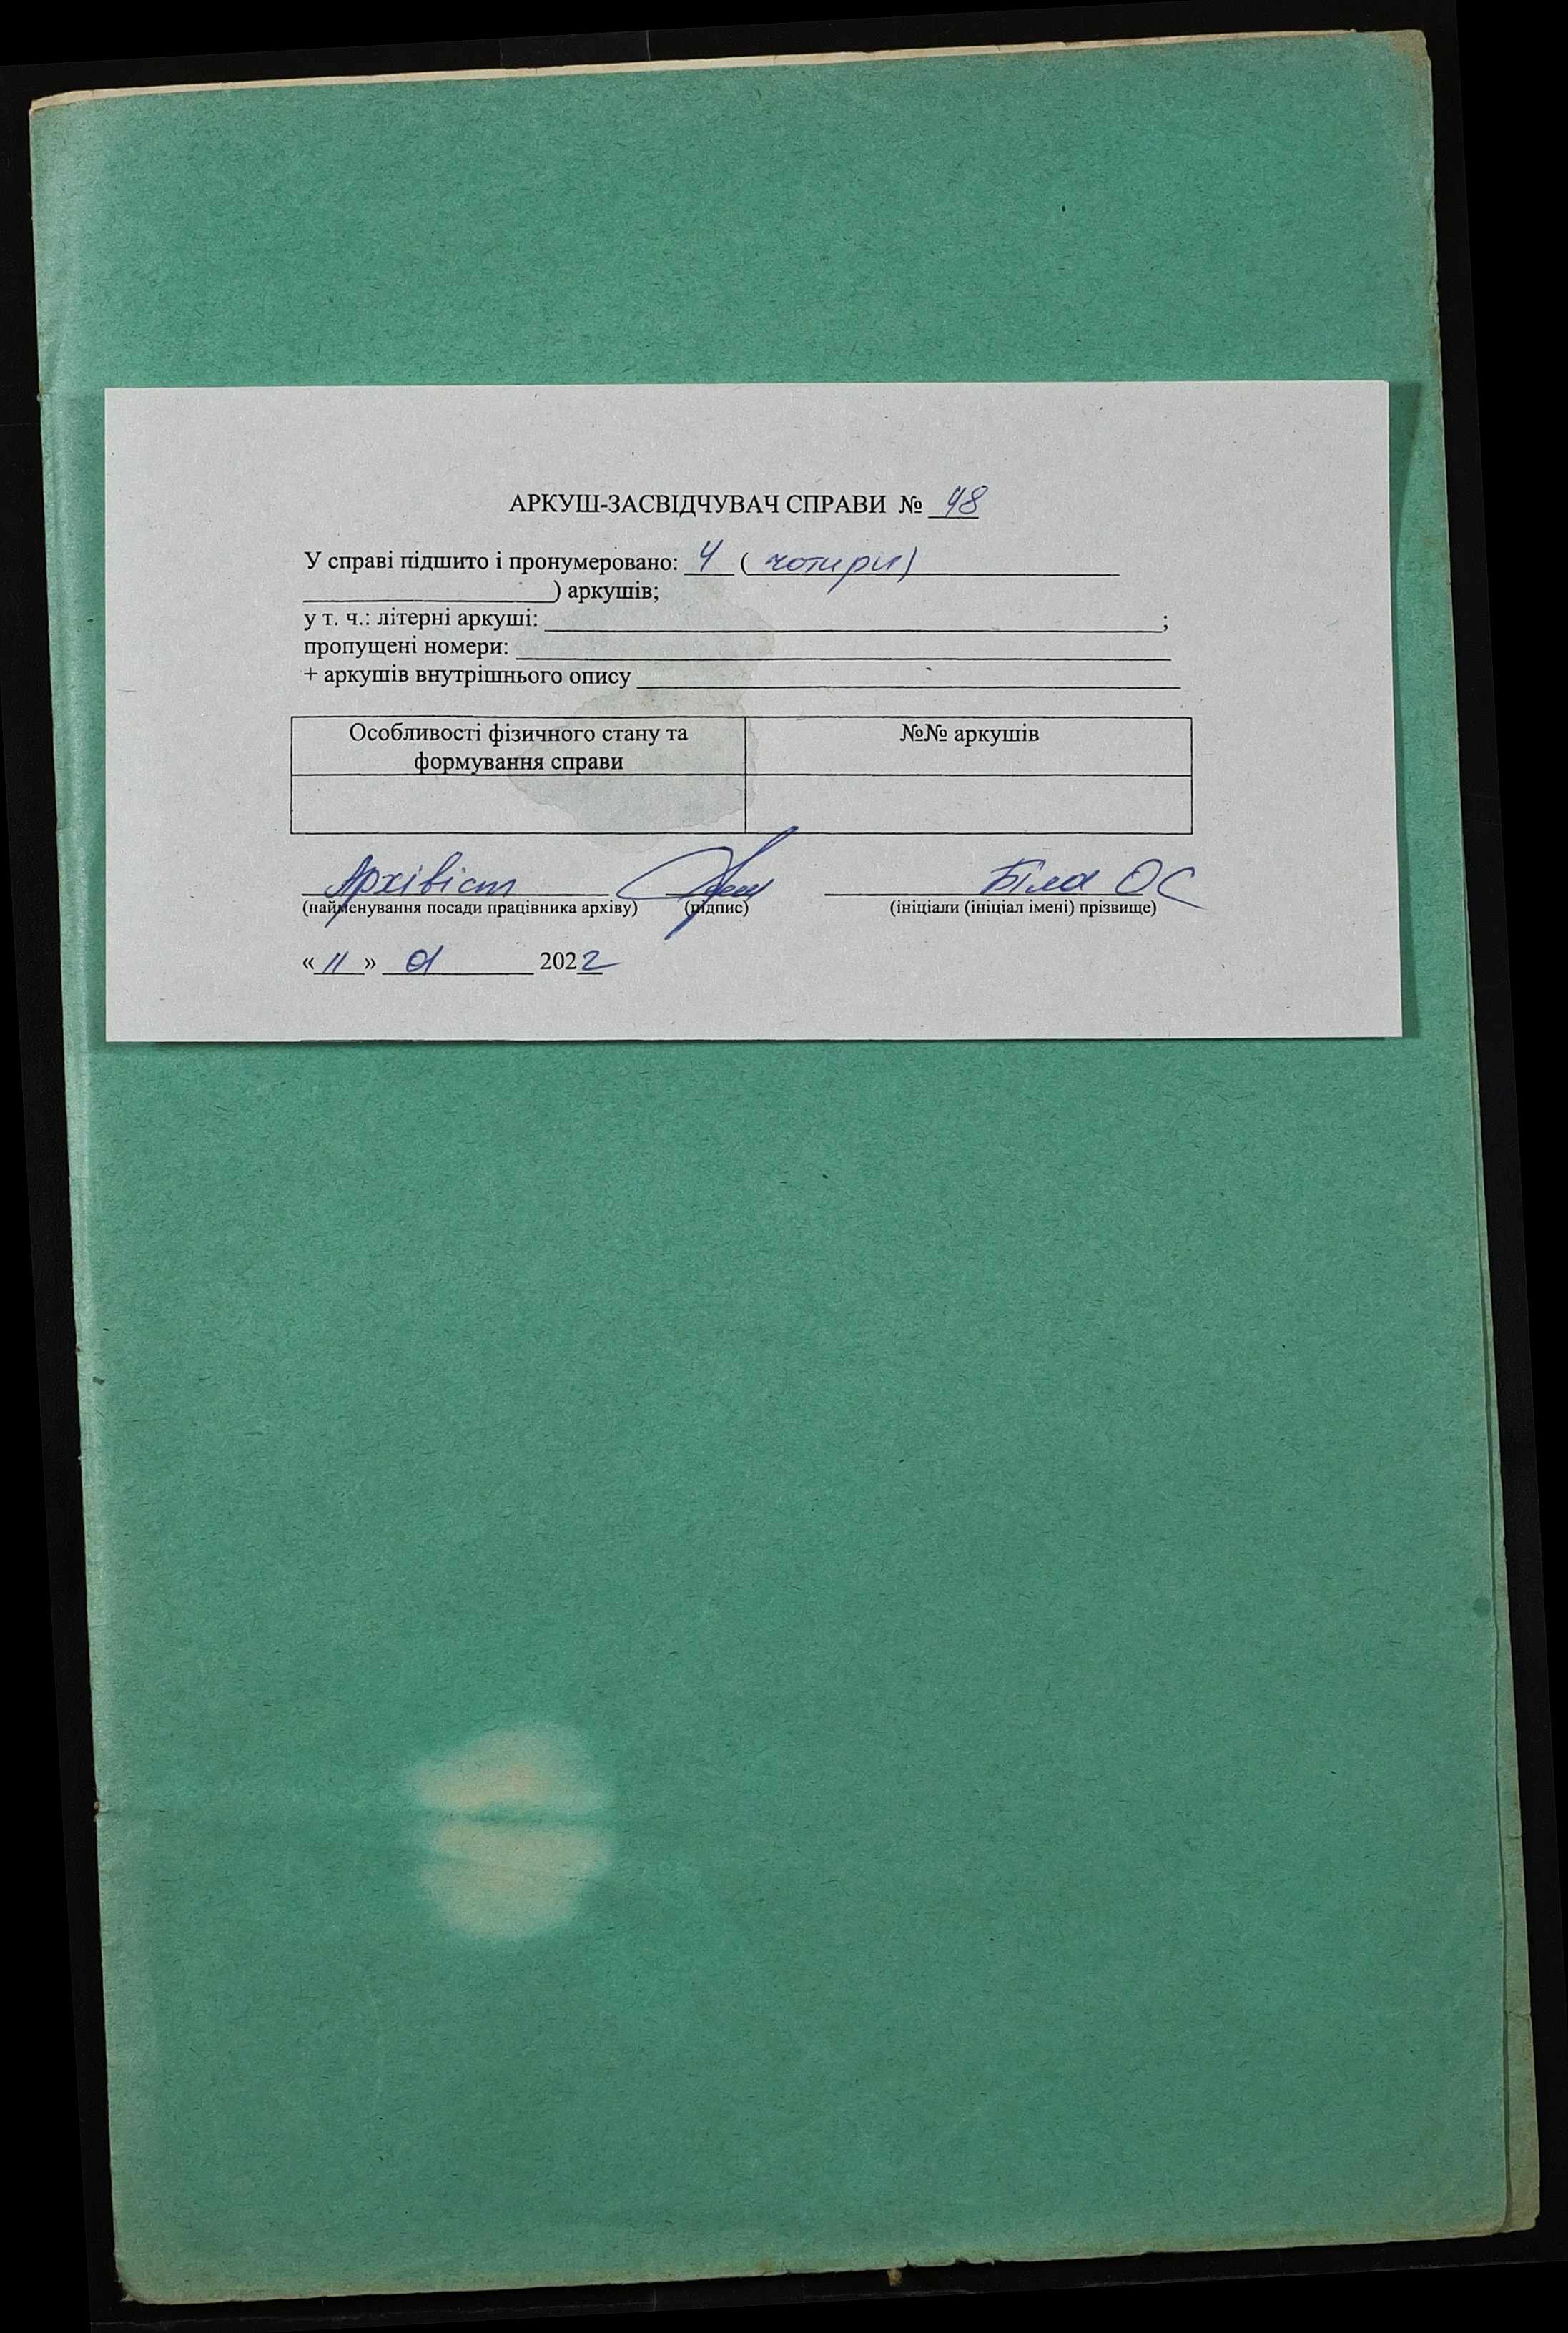 АРКУШ-ЗАСВІДЧУВАЧ СПРАВИ № 48
У справі підшито і пронумеровано: 4 ( чотири)
) аркушів;
у т. ч.: літерні аркуші: ;
пропущені номери:
+ аркушів внутрішнього опису
Особливості фізичного стану та формування справи №№ аркушів
Архівіст Біла ОС
(найменування посади працівника архіву) (підпис) (ініціали (ініціал імені) прізвище)
« 11 » 01 2022